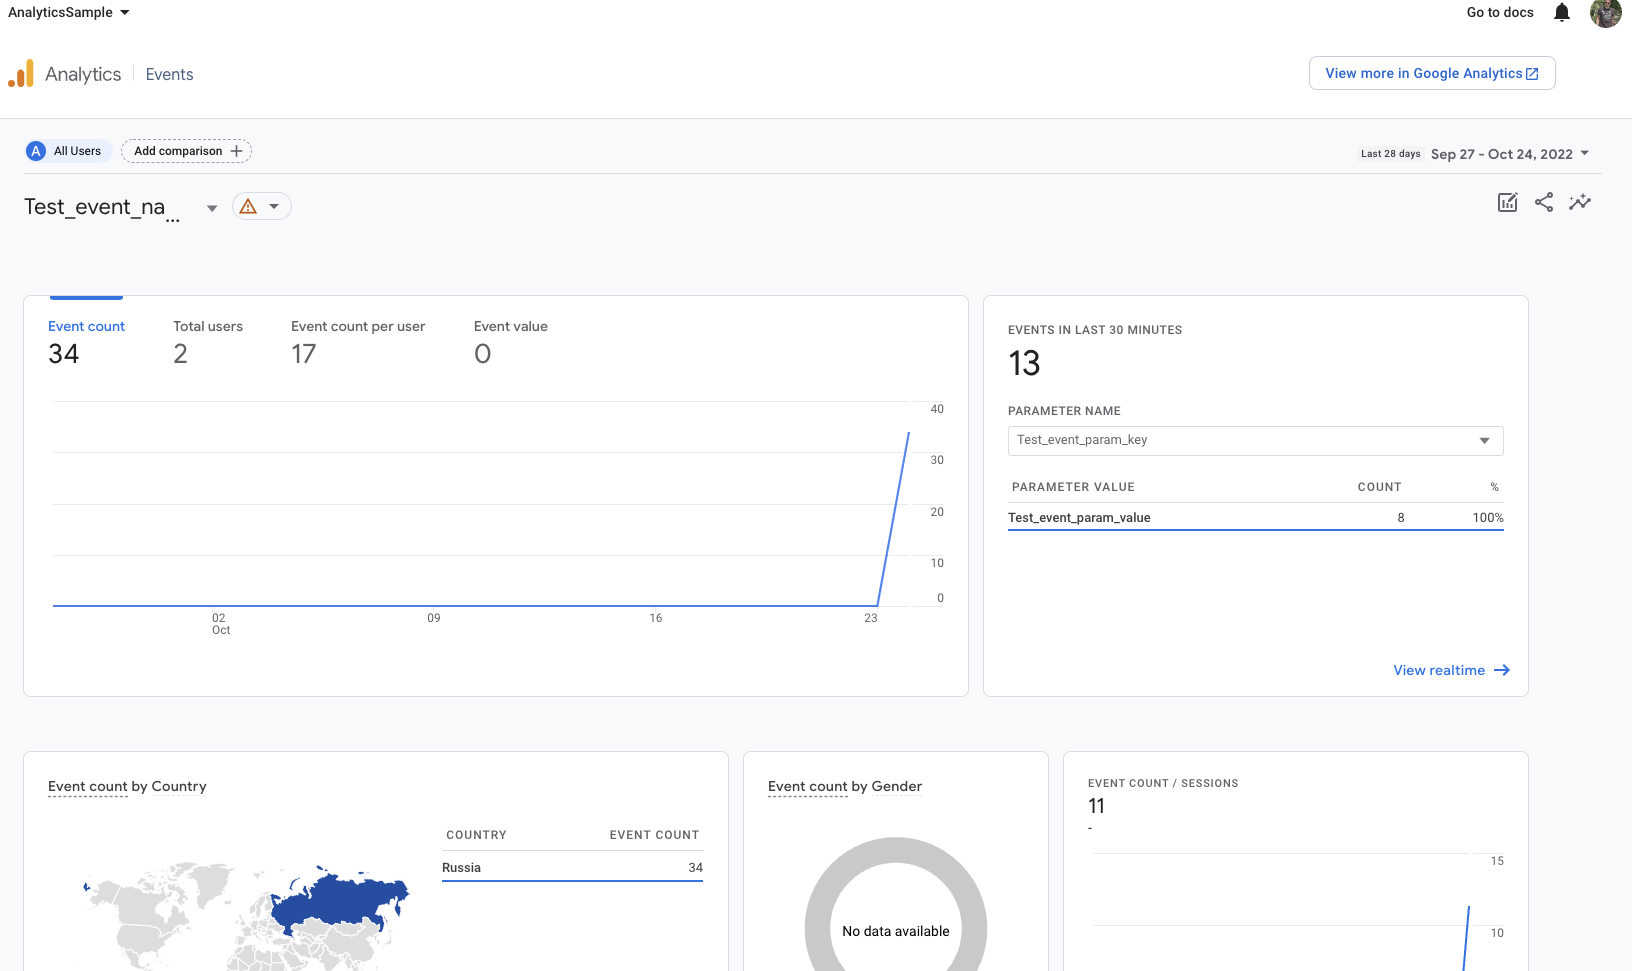 AnalyticsSample
Go to docs
Analytics
Events
View more in Google Analytics
A
All Users
Add comparison
Last 28 days
Sep 27 - Oct 24, 2022
Test_event_na...
Event count
Total users
Event count per user
Event value
34
2
17
0
40
30
20
10
0
02
Oct
09
16
23
EVENTS IN LAST 30 MINUTES
13
PARAMETER NAME
Test_event_param_key
PARAMETER VALUE
COUNT
%
Test_event_param_value
8
100%
View realtime
Event count by Country
COUNTRY
EVENT COUNT
Russia
34
Event count by Gender
No data available
EVENT COUNT / SESSIONS
11
-
15
10